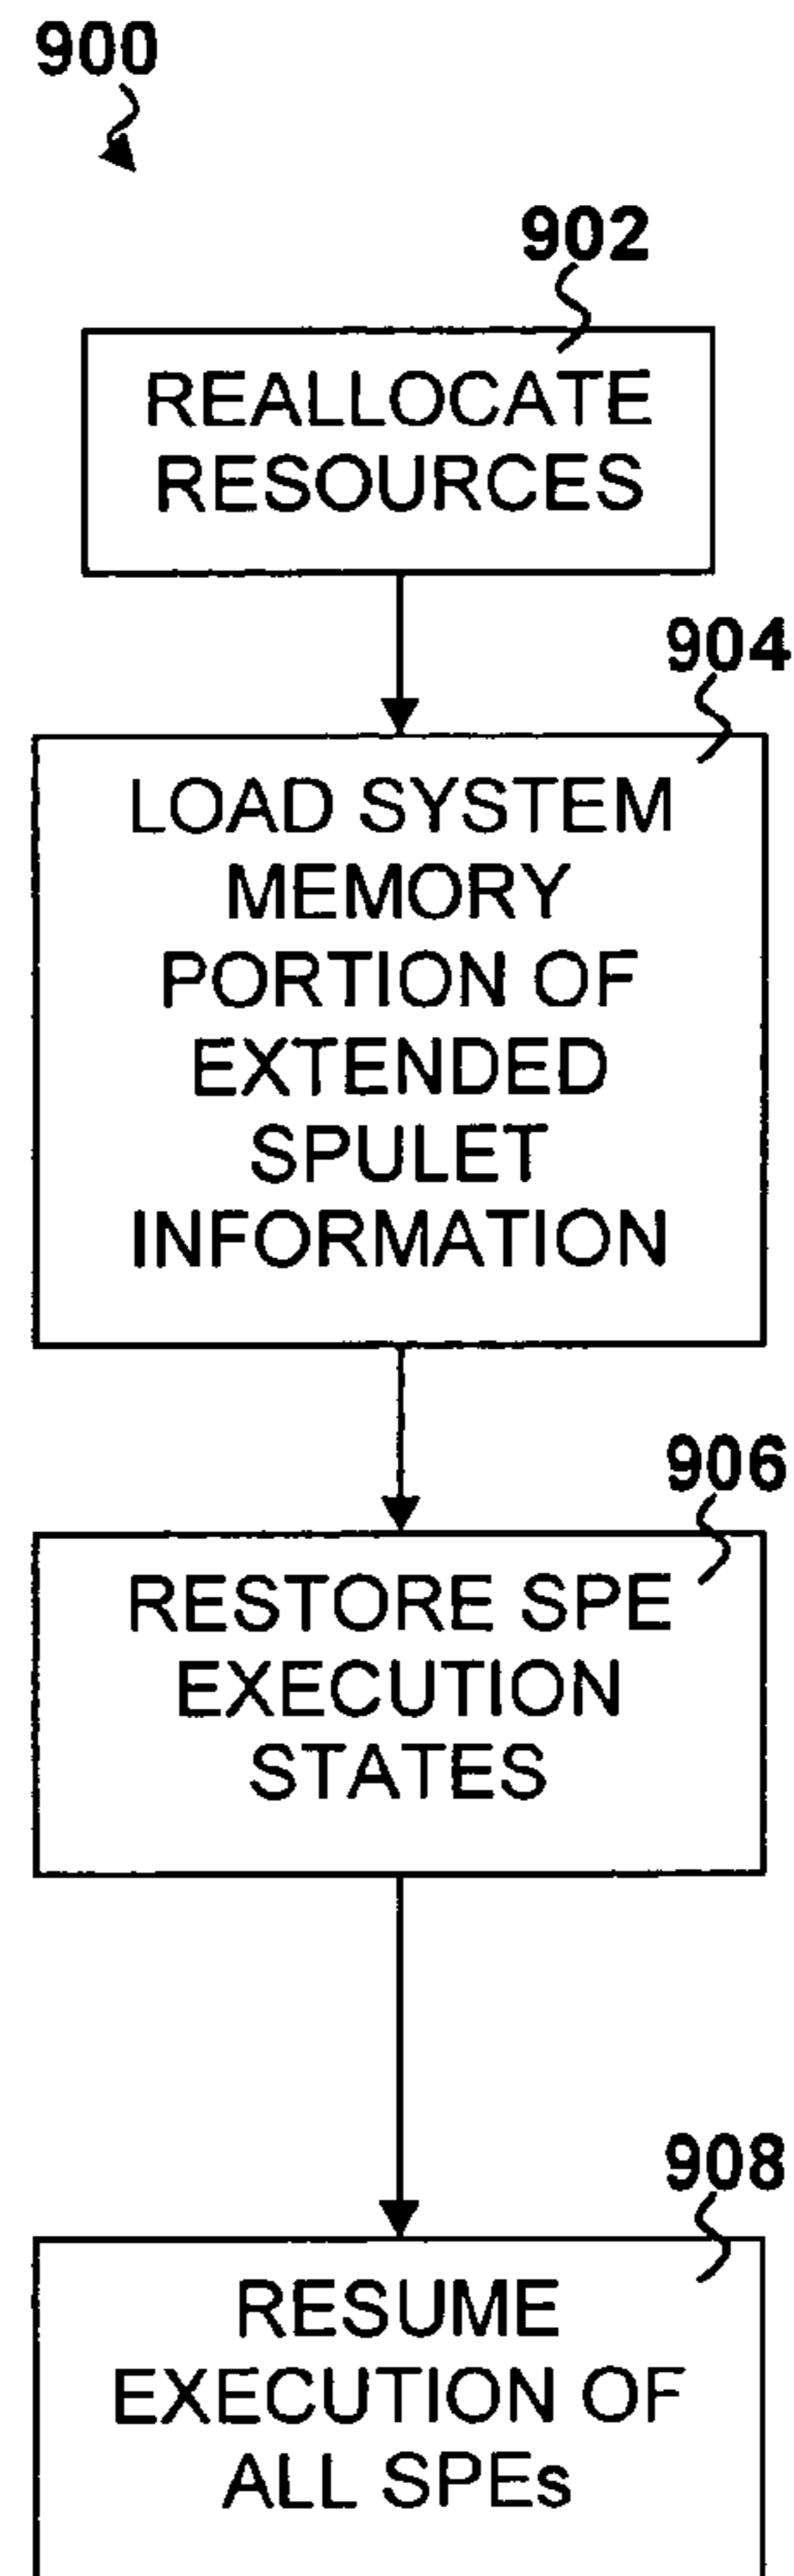 900
902
REALLOCATE
RESOURCES
904
LOAD SYSTEM
MEMORY
PORTION OF
EXTENDED
SPULET
INFORMATION
906
RESTORE SPE
EXECUTION
STATES
908
RESUME
EXECUTION OF
ALL SPEs